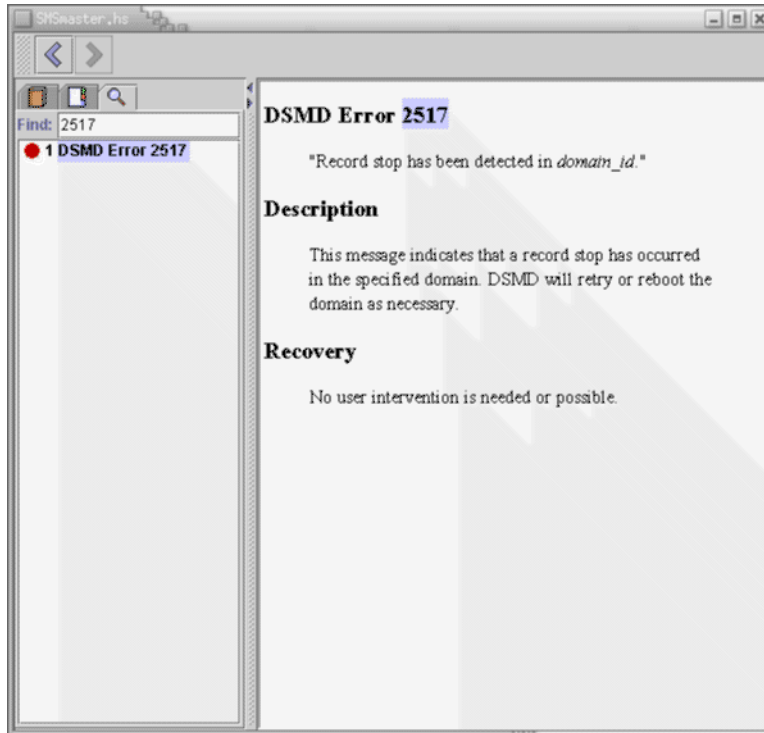 SMSmaster.hs
Find: 2517
1 DSMD Error 2517
DSMD Error 2517
"Record stop has been detected in domain_id."
Description
This message indicates that a record stop has occurred
in the specified domain. DSMD will retry or reboot the
domain as necessary.
Recovery
No user intervention is needed or possible.